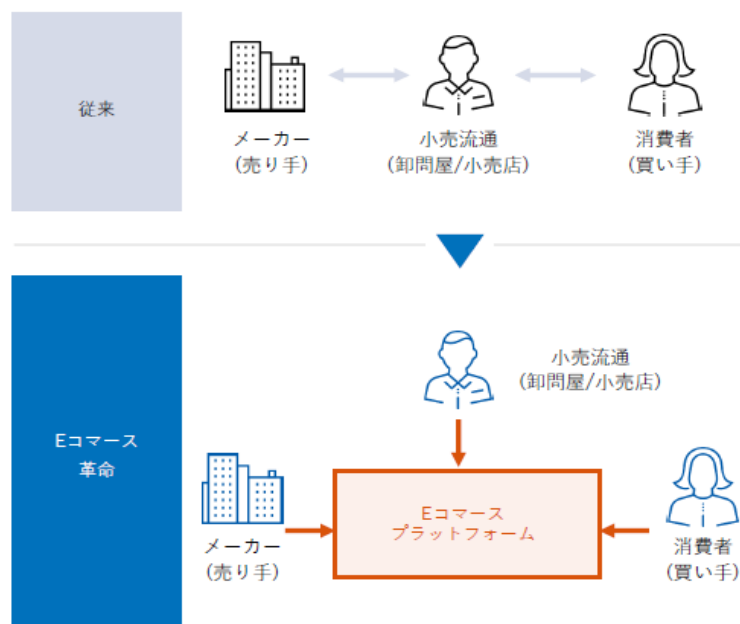 従来
メーカー
(売り手)
小売流通
(卸問屋/小売店)
消費者
(買い手)
Eコマース
革命
小売流通
(卸問屋/小売店)
メーカー
(売り手)
Eコマース
プラットフォーム
消費者
(買い手)